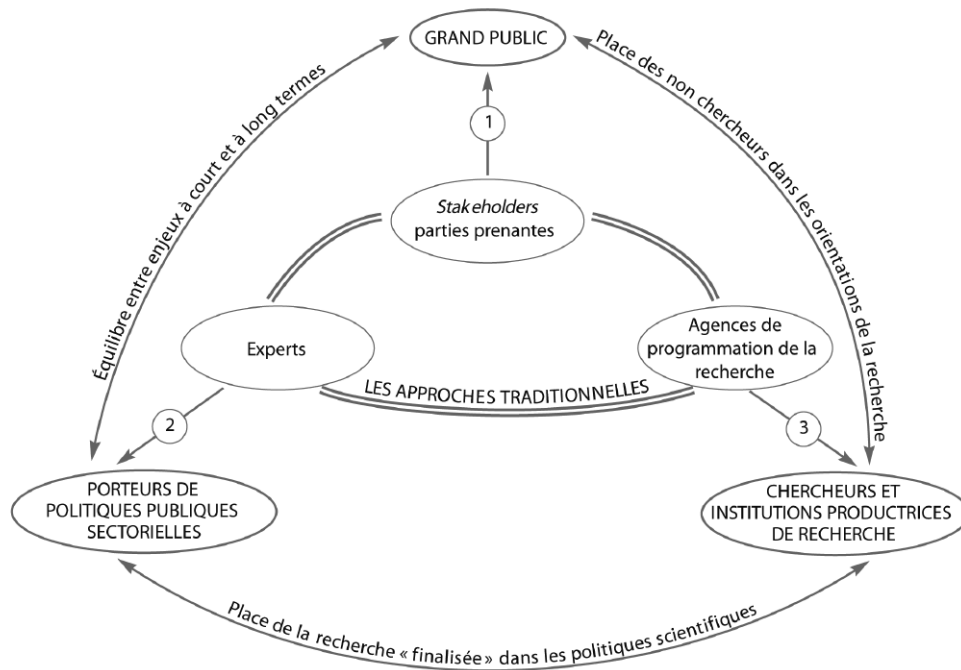 GRAND PUBLIC
Place des non chercheurs dans les orientations de la recherche
Équilibre entre enjeux à court et à long termes
1
Stakeholders
parties prenantes
Experts
Agences de
programmation de la
recherche
LES APPROCHES TRADITIONNELLES
2
3
PORTEURS DE
POLITIQUES PUBLIQUES
SECTORIELLES
CHERCHEURS ET
INSTITUTIONS PRODUCTRICES
DE RECHERCHE
Place de la recherche « finalisée » dans les politiques scientifiques